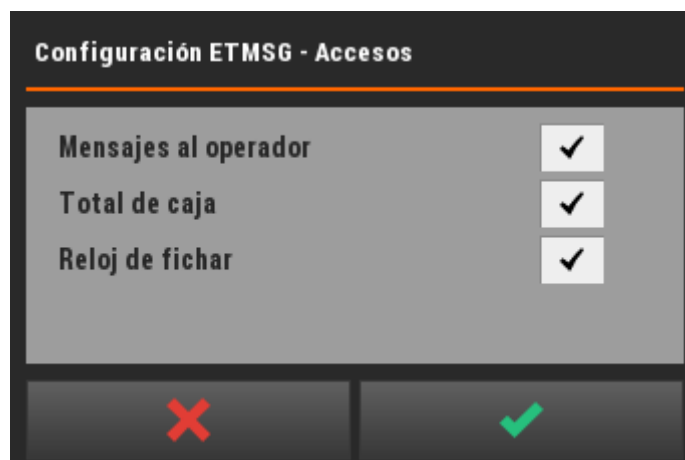 Configuración ETMSG - Accesos
Mensajes al operador
Total de caja
Reloj de fichar